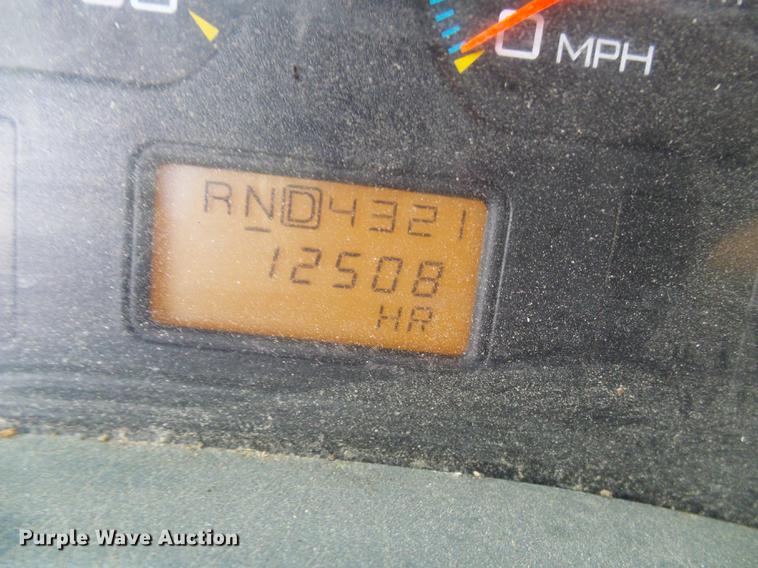 0 MPH
RND4321
12508
HR
Purple Wave Auction